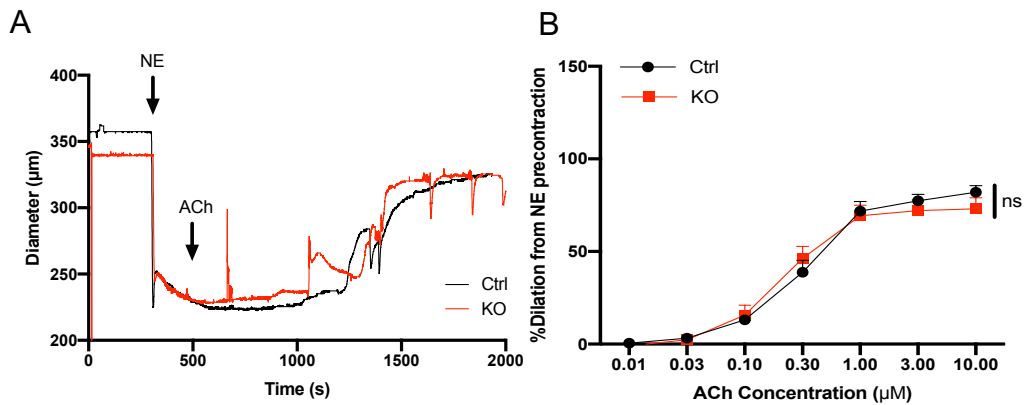 A
NE
ACh
Diameter (µm)
400
350
300
250
200
Ctrl
KO
0
500
1000
1500
2000
Time (s)
B
Ctrl
KO
%Dilation from NE precontraction
150
100
50
0
ns
0.01
0.03
0.10
0.30
1.00
3.00
10.00
ACh Concentration (µM)